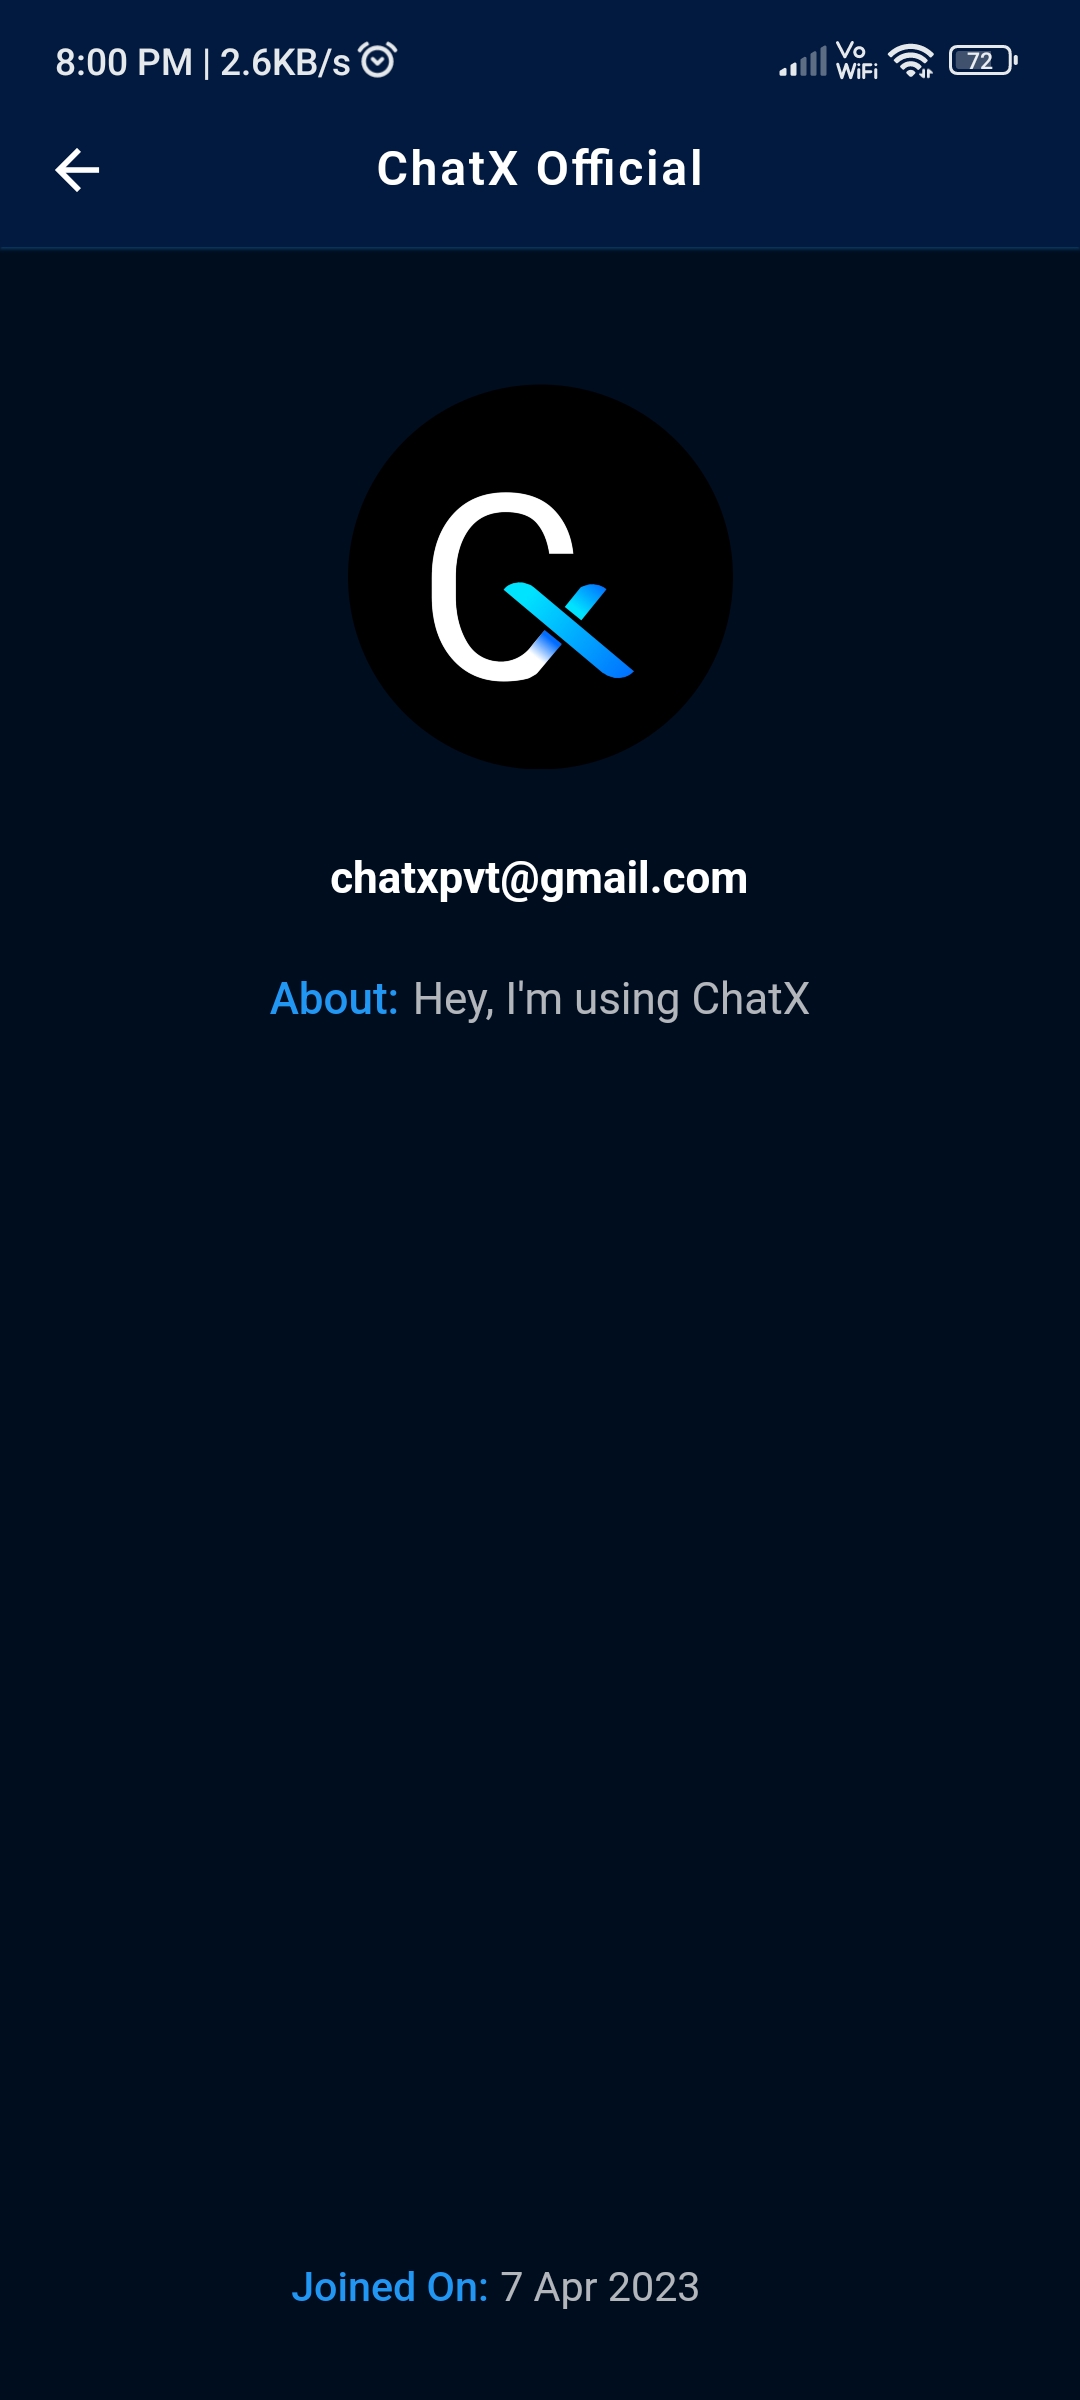 8:00 PM | 2.6KB/s
Vo
WiFi
72
ChatX Official
Cx
chatxpvt@gmail.com
About: Hey, I'm using ChatX
Joined On: 7 Apr 2023